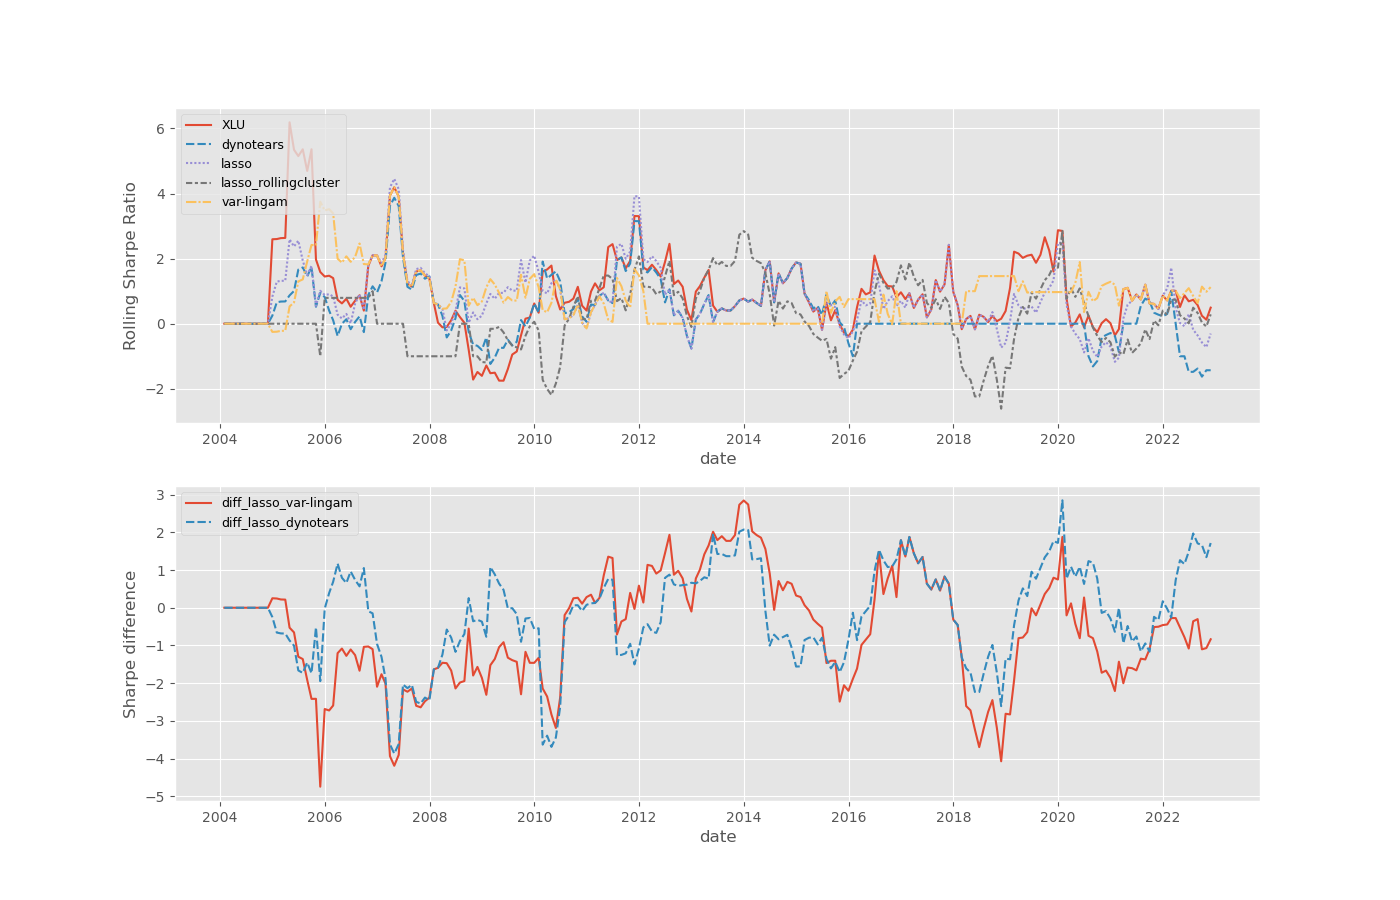 6
4
2
0
−2
Rolling Sharpe Ratio
XLU
dynotears
lasso
lasso_rollingcluster
var-lingam
2004 2006 2008 2010 2012 2014 2016 2018 2020 2022
date
3
2
1
0
−1
−2
−3
−4
−5
Sharpe difference
diff_lasso_var-lingam
diff_lasso_dynotears
2004 2006 2008 2010 2012 2014 2016 2018 2020 2022
date